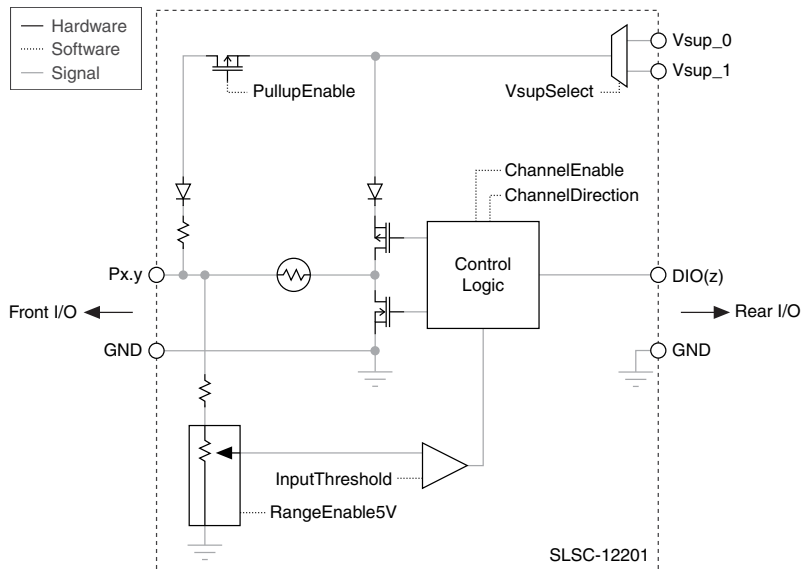 Hardware
Software
Signal
Vsup_0
Vsup_1
PullupEnable
VsupSelect
ChannelEnable
ChannelDirection
Control
Logic
Px.y
DIO(z)
Front I/O
Rear I/O
GND
GND
InputThreshold
RangeEnable5V
SLSC-12201